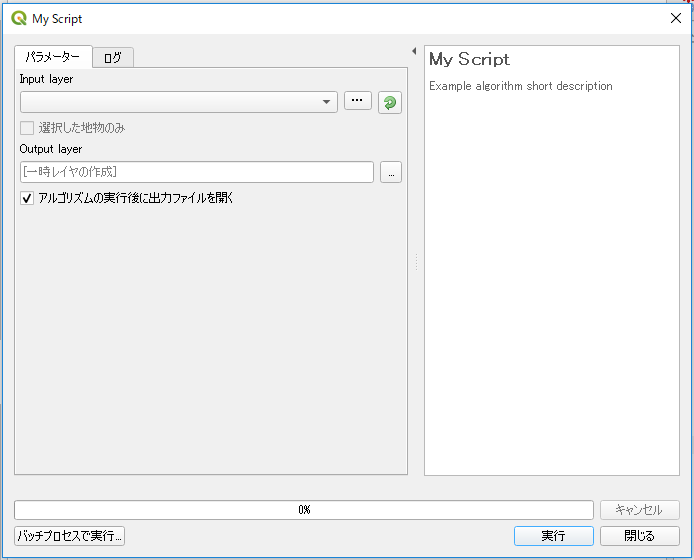 My Script
パラメーター
ログ
Input layer
...
選択した地物のみ
Output layer
[一時レイヤの作成]
...
アルゴリズムの実行後に出力ファイルを開く
My Script
Example algorithm short description
0%
キャンセル
バッチプロセスで実行...
実行
閉じる